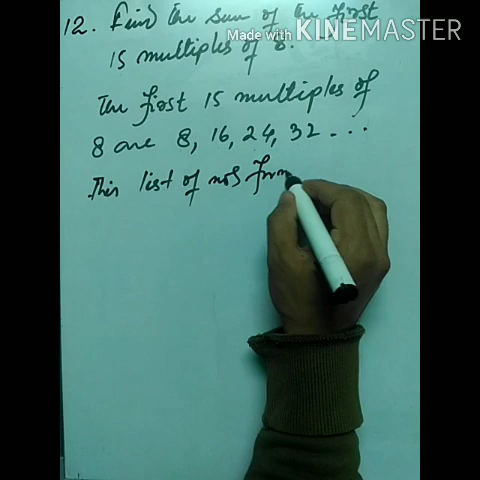 12. Find the sum of the first
Made with KINEMASTER
15 multiples of 8.
The first 15 multiples of
8 are 8, 16, 24, 32 ...
This list of nos form